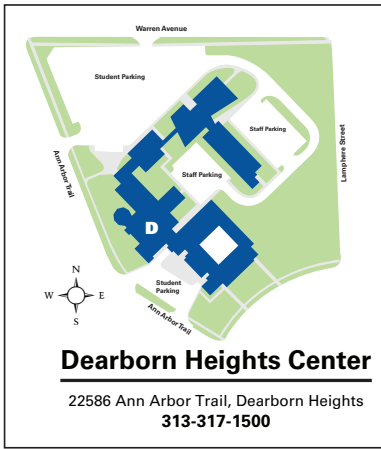 Warren Avenue
Student Parking
Staff Parking
Lamphere Street
Ann Arbor Trail
Staff Parking
D
N
W
E
S
Student
Parking
Ann Arbor Trail
Dearborn Heights Center
22586 Ann Arbor Trail, Dearborn Heights
313-317-1500